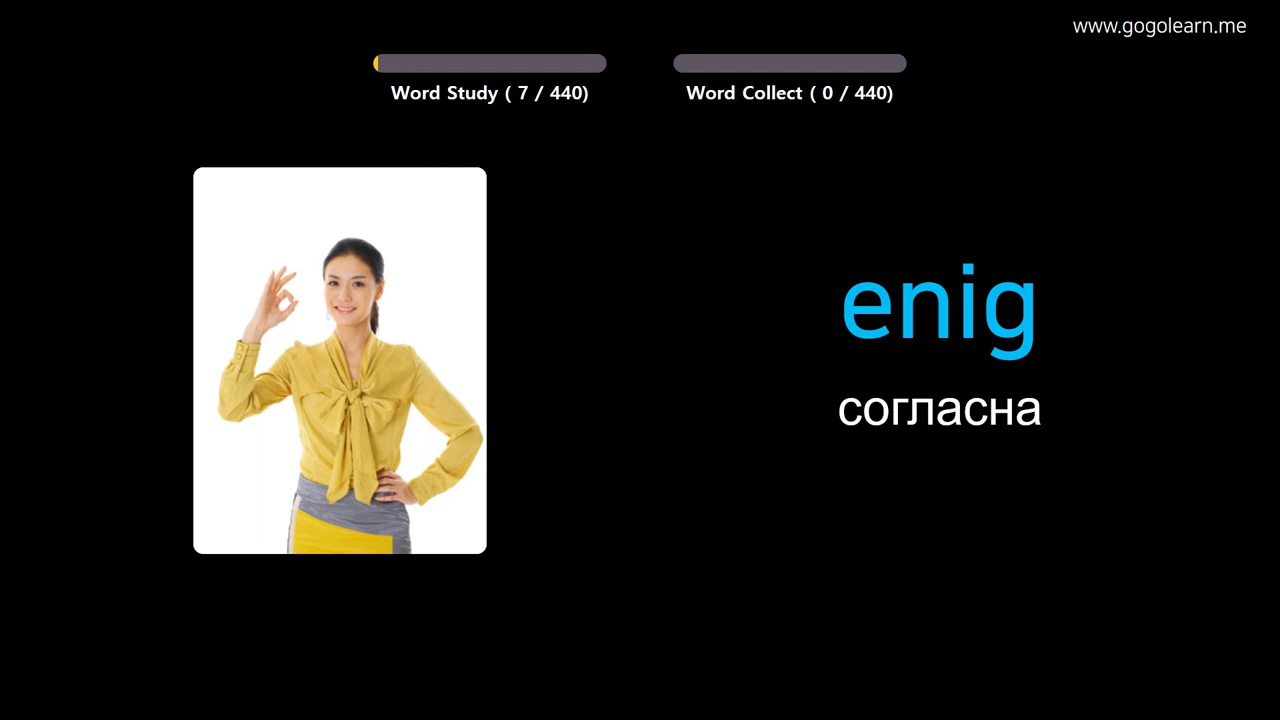 www.gogolearn.me
Word Study ( 7 / 440)
Word Collect ( 0 / 440)
enig
согласна